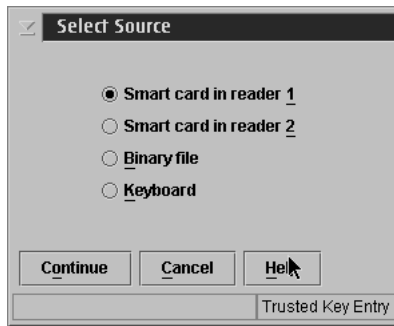 Select Source
Smart card in reader 1
Smart card in reader 2
Binary file
Keyboard
Continue Cancel Help
Trusted Key Entry